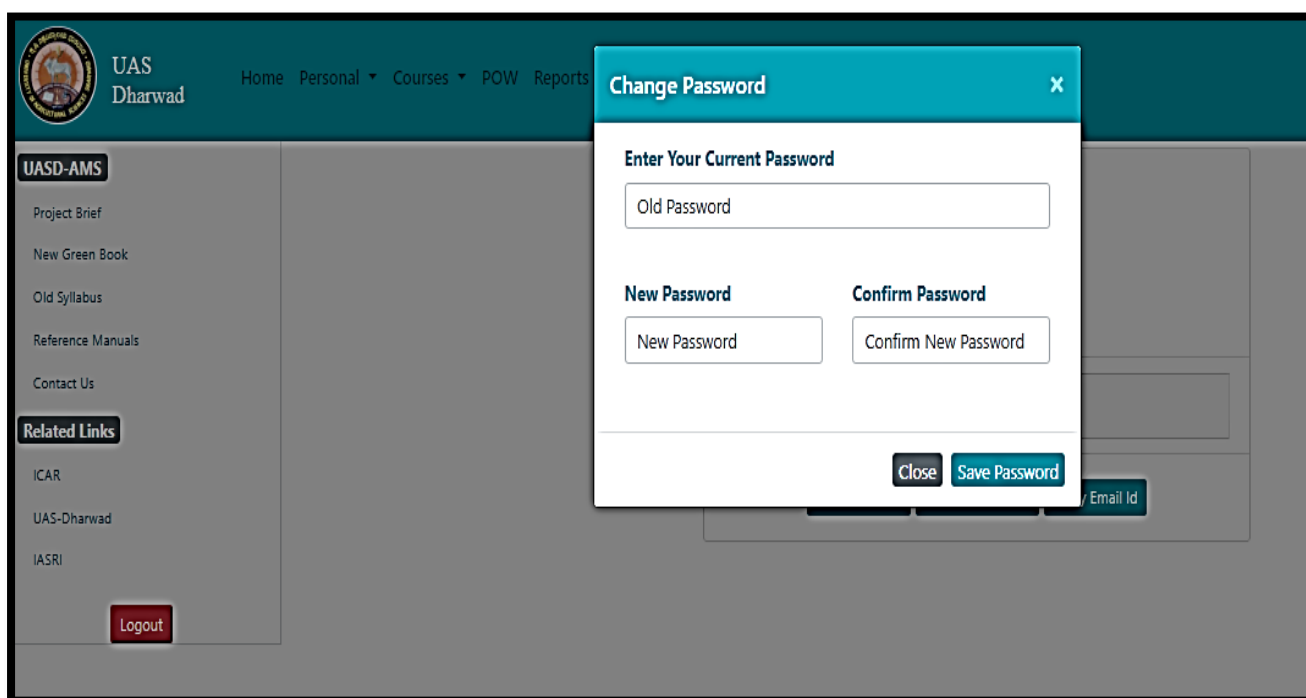 UAS
Dharwad
Home Personal Courses POW Reports
UASD-AMS
Project Brief
New Green Book
Old Syllabus
Reference Manuals
Contact Us
Related Links
ICAR
UAS-Dharwad
IASRI
Logout
Change Password ×
Enter Your Current Password
Old Password
New Password Confirm Password
New Password Confirm New Password
Close Save Password
Email Id